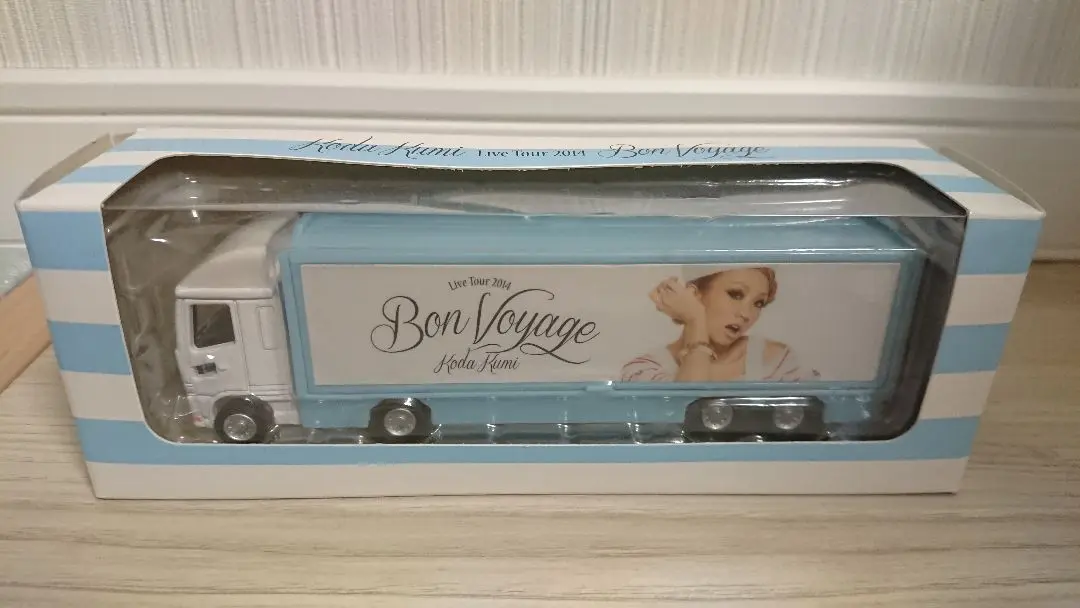 Koda Kumi Live Tour 2014 Bon Voyage
Live Tour 2014
Bon Voyage
Koda Kumi